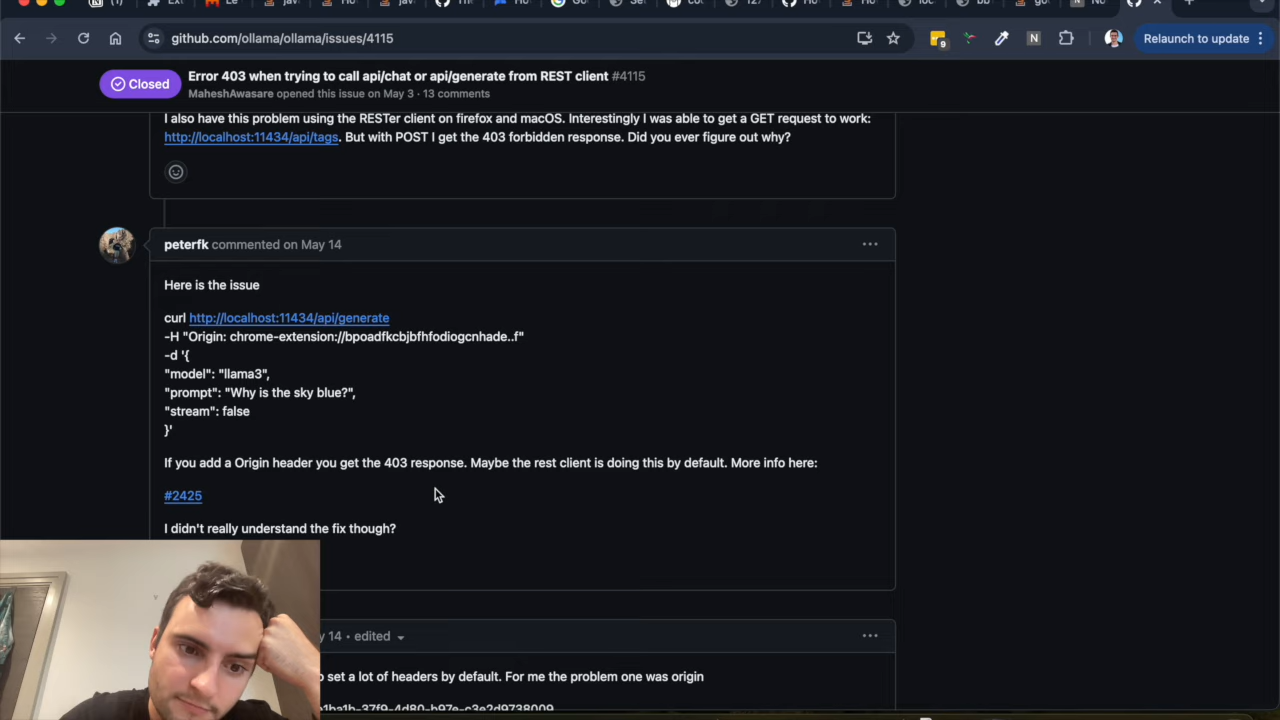 github.com/ollama/ollama/issues/4115
9
N
Relaunch to update
Closed
Error 403 when trying to call api/chat or api/generate from REST client #4115
MaheshAwasare opened this issue on May 3 · 13 comments
I also have this problem using the RESTer client on firefox and macOS. Interestingly I was able to get a GET request to work:
http://localhost:11434/api/tags. But with POST I get the 403 forbidden response. Did you ever figure out why?
peterfk commented on May 14
Here is the issue
curl http://localhost:11434/api/generate
-H "Origin: chrome-extension://bpoadfkcbjbfhfodiogcnhade..f"
-d '{
"model": "llama3",
"prompt": "Why is the sky blue?",
"stream": false
}'
If you add a Origin header you get the 403 response. Maybe the rest client is doing this by default. More info here:
#2425
I didn't really understand the fix though?
14 • edited
set a lot of headers by default. For me the problem one was origin